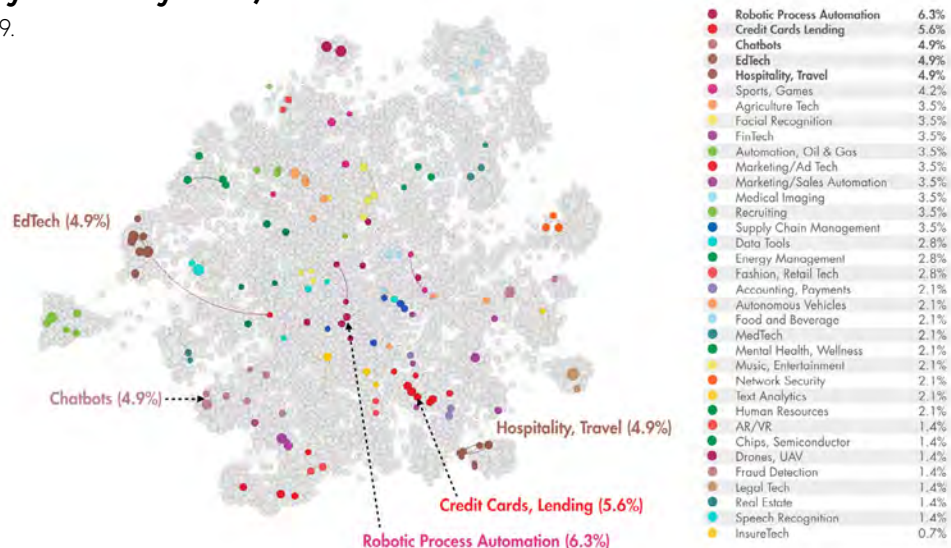 9.
EdTech (4.9%)
Chatbots (4.9%)
Hospitality, Travel (4.9%)
Credit Cards, Lending (5.6%)
Robotic Process Automation (6.3%)
Robotic Process Automation 6.3%
Credit Cards Lending 5.6%
Chatbots 4.9%
EdTech 4.9%
Hospitality, Travel 4.9%
Sports, Games 4.2%
Agriculture Tech 3.5%
Facial Recognition 3.5%
FinTech 3.5%
Automation, Oil & Gas 3.5%
Marketing/Ad Tech 3.5%
Marketing/Sales Automation 3.5%
Medical Imaging 3.5%
Recruiting 3.5%
Supply Chain Management 3.5%
Data Tools 2.8%
Energy Management 2.8%
Fashion, Retail Tech 2.8%
Accounting, Payments 2.1%
Autonomous Vehicles 2.1%
Food and Beverage 2.1%
MedTech 2.1%
Mental Health, Wellness 2.1%
Music, Entertainment 2.1%
Network Security 2.1%
Text Analytics 2.1%
Human Resources 2.1%
AR/VR 1.4%
Chips, Semiconductor 1.4%
Drones, UAV 1.4%
Fraud Detection 1.4%
Legal Tech 1.4%
Real Estate 1.4%
Speech Recognition 1.4%
InsureTech 0.7%